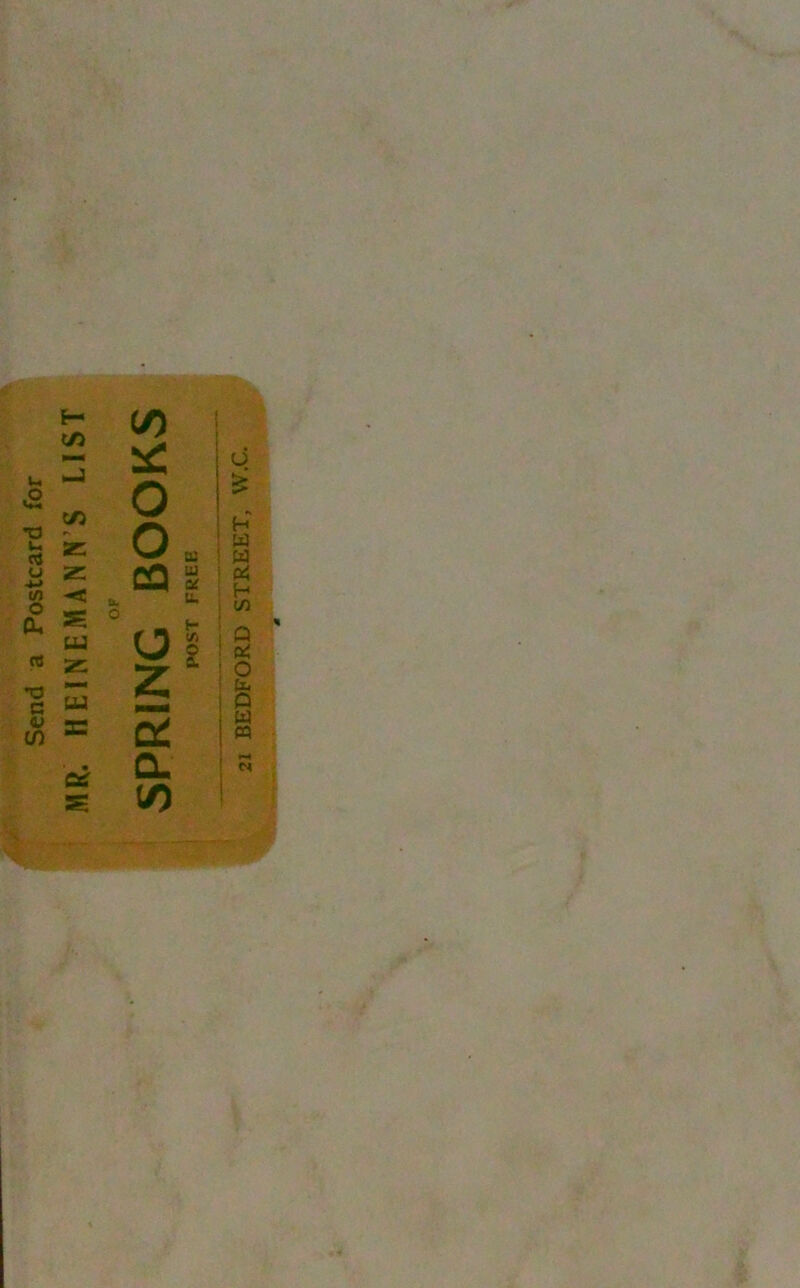 Send a Postcard for
MR. HEINEMANN'S LIST
OF
SPRING BOOKS
POST FREE
21 BEDFORD STREET, W.C.